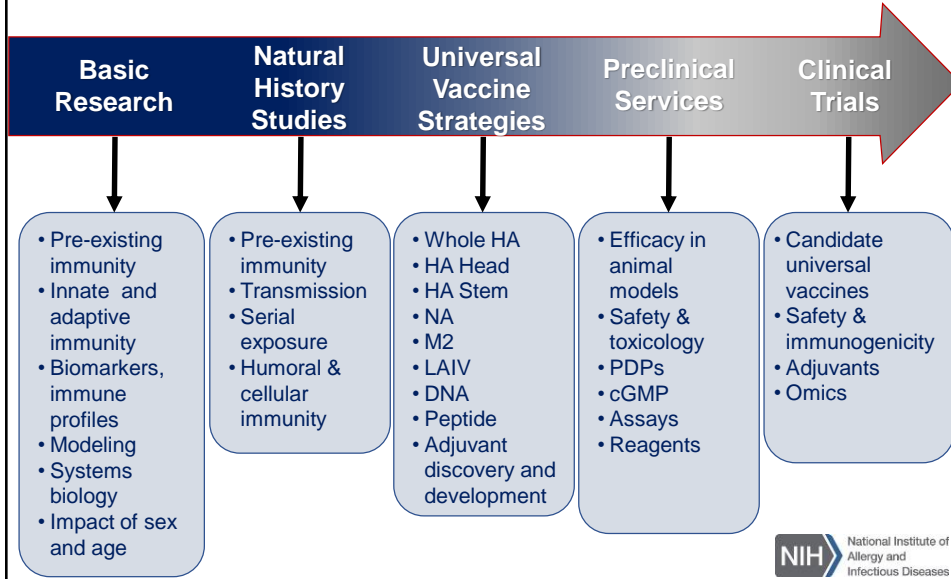 Basic
Research
Natural
History
Studies
Universal
Vaccine
Strategies
Preclinical
Services
Clinical
Trials
• Pre-existing
immunity
• Innate and
adaptive
immunity
• Biomarkers,
immune
profiles
• Modeling
• Systems
biology
• Impact of sex
and age
• Pre-existing
immunity
• Transmission
• Serial
exposure
• Humoral &
cellular
immunity
• Whole HA
• HA Head
• HA Stem
• NA
• M2
• LAIV
• DNA
• Peptide
• Adjuvant
discovery and
development
• Efficacy in
animal
models
• Safety &
toxicology
• PDPs
• cGMP
• Assays
• Reagents
• Candidate
universal
vaccines
• Safety &
immunogenicity
• Adjuvants
• Omics
NIH
National Institute of
Allergy and
Infectious Diseases